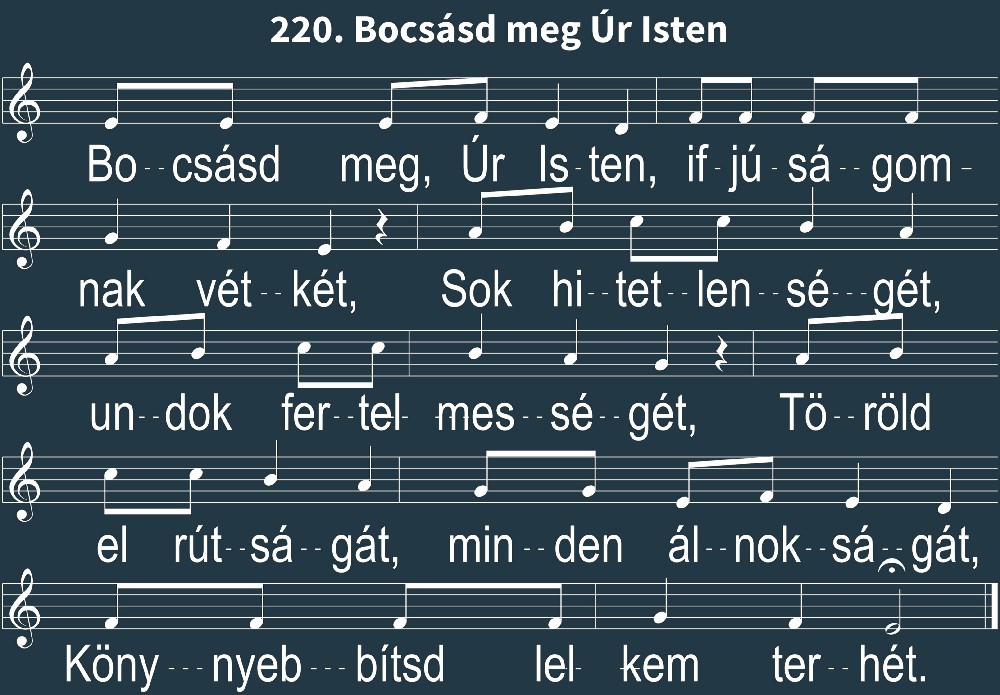 220. Bocsásd meg Úr Isten
Bo - - csásd meg, Úr Is - ten, if - jú - sá - - gom -
nak vét - - két, Sok hi - - tet - - len - - sé - - - gét,
un - - dok fer - - tel - - mes - - sé - - gét, Tö - - röld
el rút - - sá - - gát, min - - - den ál - - nok - - sá - - gát,
Köny - - - nyeb - - - bítsd lel - kem ter - - hét.